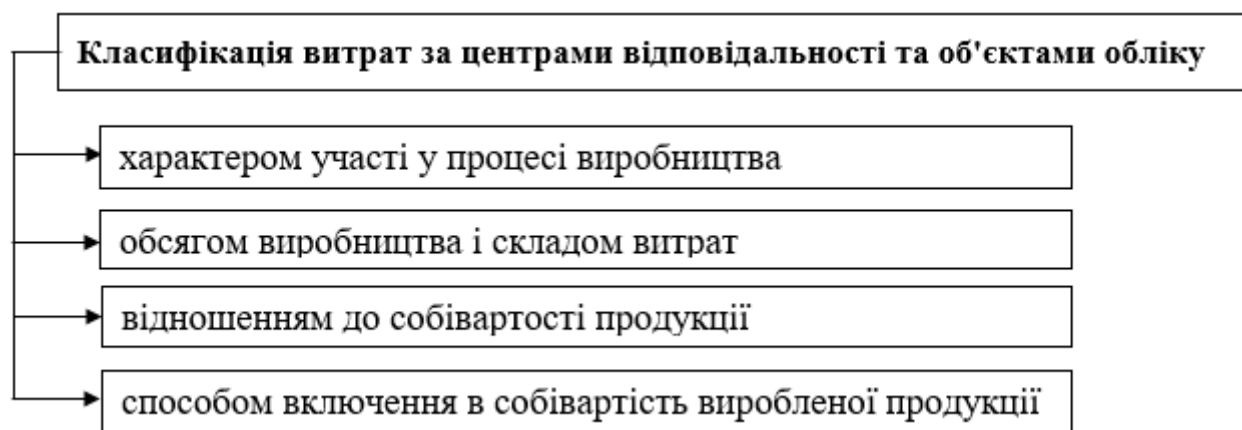 Класифікація витрат за центрами відповідальності та об'єктами обліку
характером участі у процесі виробництва
обсягом виробництва і складом витрат
відношенням до собівартості продукції
способом включення в собівартість виробленої продукції